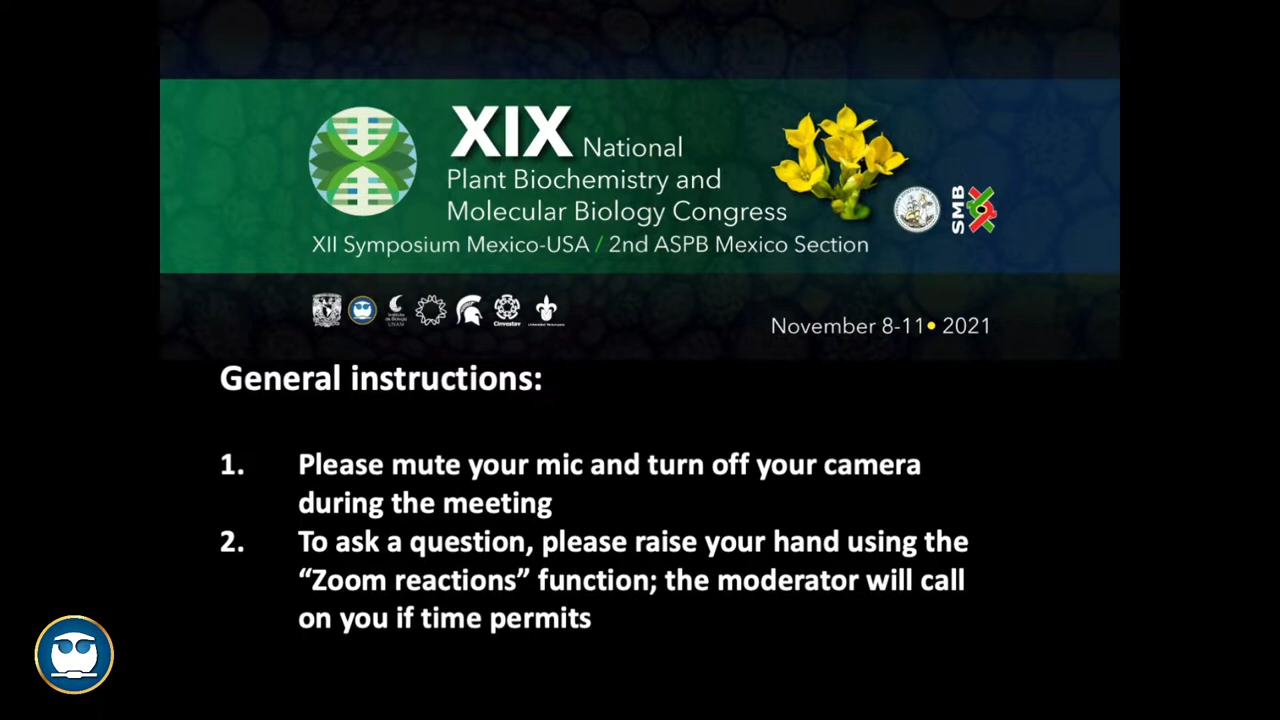 XIX National
Plant Biochemistry and
Molecular Biology Congress
XII Symposium Mexico-USA / 2nd ASPB Mexico Section
SMB
Cinvestav
November 8-11• 2021
General instructions:
1. Please mute your mic and turn off your camera
during the meeting
2. To ask a question, please raise your hand using the
“Zoom reactions” function; the moderator will call
on you if time permits